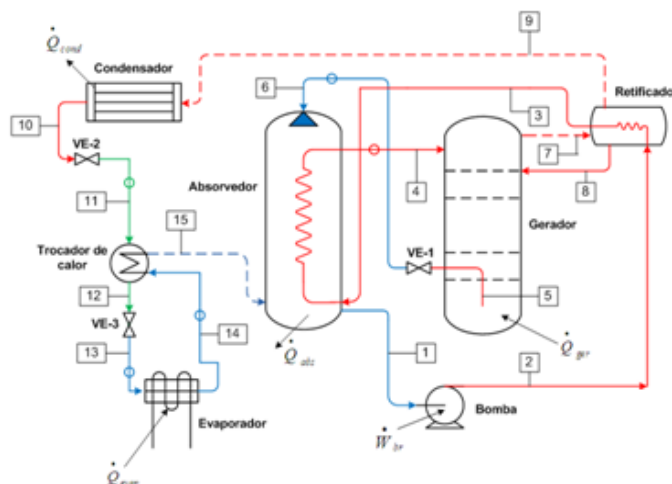 9
Q̇cond
Condensador
6
3
Retificado
10
VE-2
7
Absorvedor
4
8
11
Gerador
15
Trocador de
calor
VE-1
12
5
VE-3
14
Q̇abs
1
Q̇ger
13
2
Evaporador
Bomba
Ẇbr